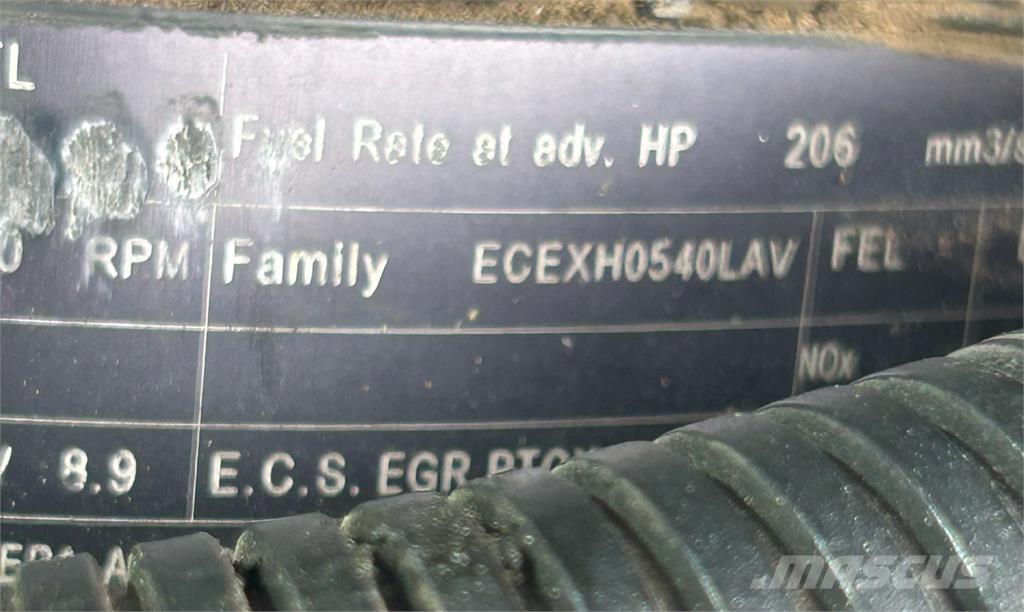 Fuel Rate at adv. HP 206 mm3/s
RPM Family ECEXH0540LAV FEL
NOx
8.9 E.C.S. EGR
MASCUS